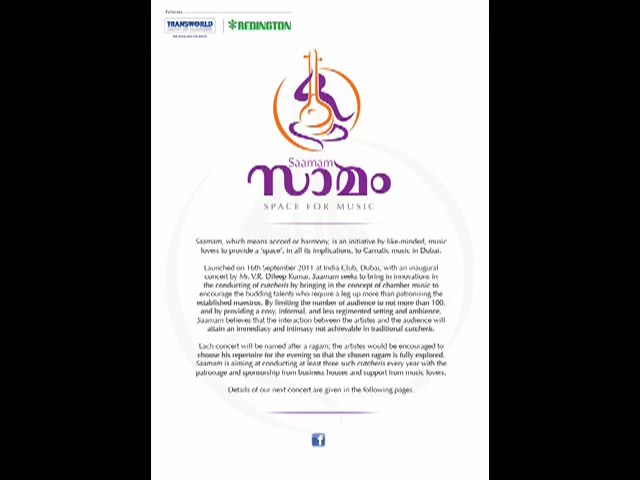 TRANSWORLD
REDINGTON
Saamam
സാമം
SPACE FOR MUSIC
Saamam, which means accord or harmony, is an initiative by like-minded, music
lovers to provide a 'space', in all its implications, to Carnatic music in Dubai.
Launched on 16th September 2011 at India Club, Dubai, with an inaugural
concert by Mr. V.R. Dileep Kumar, Saamam seeks to bring in innovations in
the conducting of cutcheris by bringing in the concept of chamber music to
encourage the budding talents who require a leg up more than patronising the
established maestros. By limiting the number of audience to not more than 100,
and by providing a cosy, informal, and less regimented setting and ambience,
Saamam believes that the interaction between the artistes and the audience will
attain an immediacy and intimacy not achievable in traditional cutcheris.
Each concert will be named after a ragam; the artistes would be encouraged to
choose his repertoire for the evening so that the chosen ragam is fully explored.
Saamam is aiming at conducting at least three such cutcheris every year with the
patronage and sponsorship from business houses and support from music lovers.
Details of our next concert are given in the following pages.
f